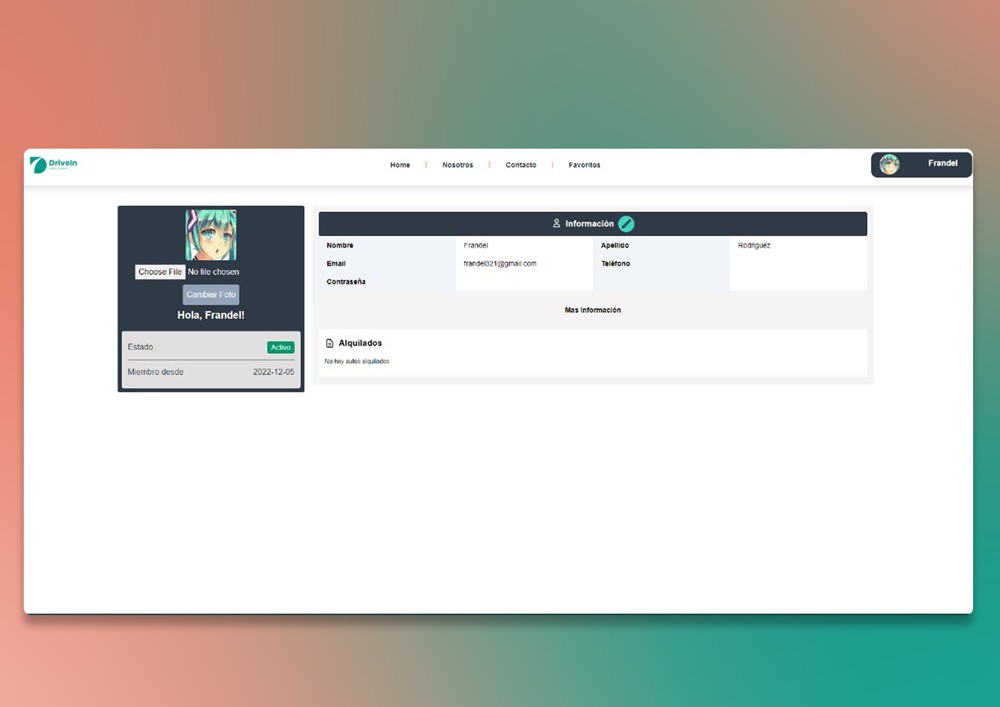 DriveIn
Home
Nosotros
Contacto
Favoritos
Frandel
Choose File No file chosen
Cambiar Foto
Hola, Frandel!
Estado Activo
Miembro desde 2022-12-05
Información
Nombre Frandel Apellido Rodriguez
Email frandel321@gmail.com Teléfono
Contraseña
Mas Información
Alquilados
No hay autos alquilados